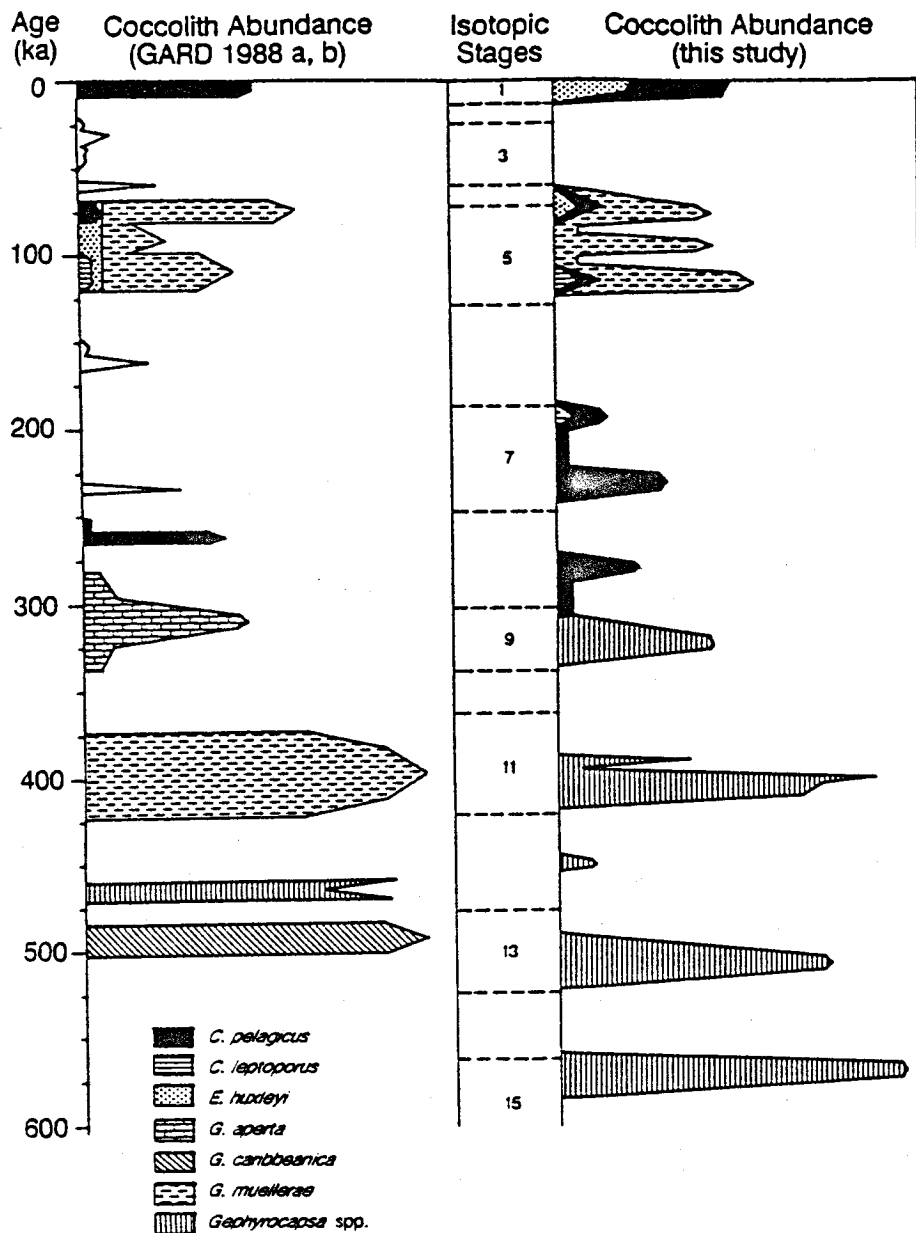 Age
(ka)
Coccolith Abundance
(GARD 1988 a, b)
Isotopic
Stages
Coccolith Abundance
(this study)
0
100
200
300
400
500
600
1
3
5
7
9
11
13
15
C. pelagicus
C. leptoporus
E. huxleyi
G. aperta
G. caribbeanica
G. muellerae
Gephyrocapsa spp.